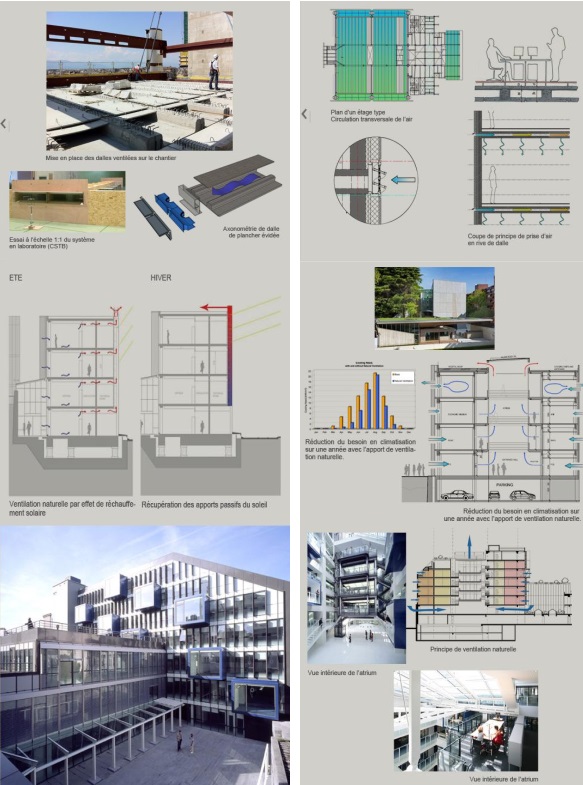 Mise en place des dalles ventilées sur le chantier
Essai à l'échelle 1:1 du système
en laboratoire (CSTB)
Axonométrie de dalle
de plancher évidée
ETE
HIVER
Ventilation naturelle par effet de réchauffe-
ment solaire
Récupération des apports passifs du soleil
Plan d'un étage type
Circulation transversale de l'air
Coupe de principe de prise d'air
en rive de dalle
Réduction du besoin en climatisation
sur une année avec l'apport de ventila-
tion naturelle.
PARKING
Réduction du besoin en climatisation sur
une année avec l'apport de ventilation naturelle.
Principe de ventilation naturelle
Vue intérieure de l'atrium
Vue intérieure de l'atrium